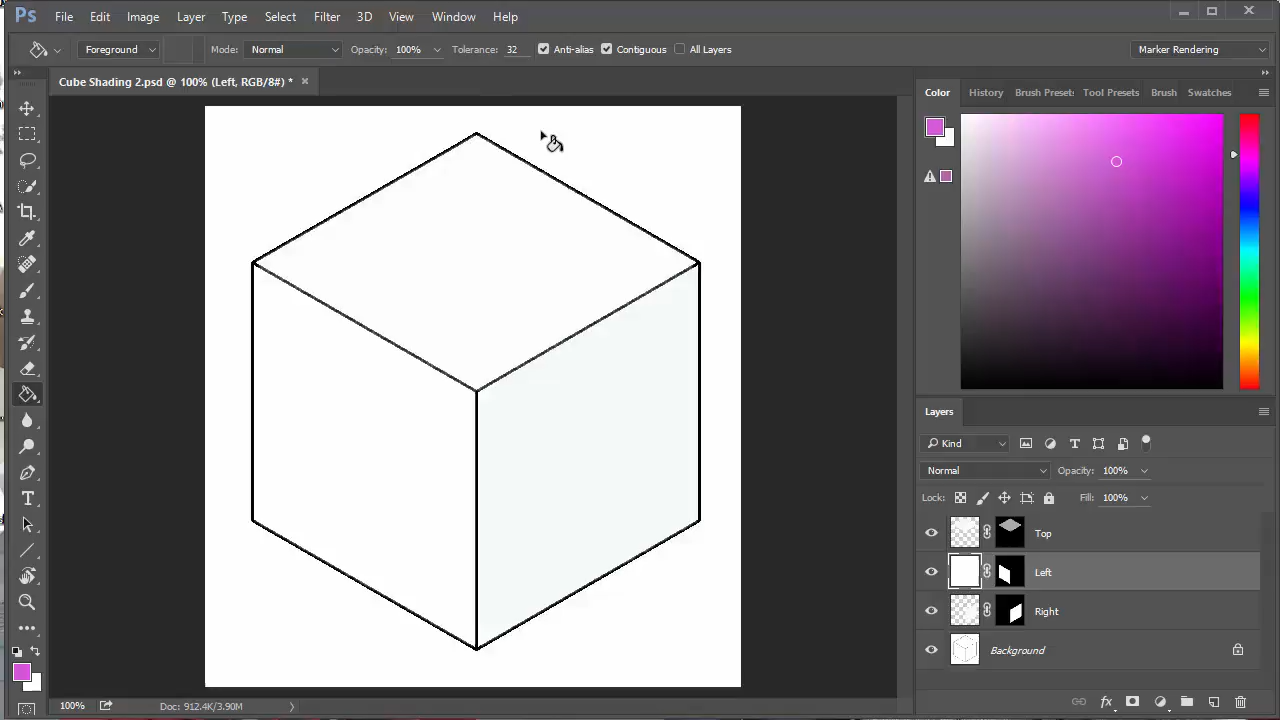 Ps File Edit Image Layer Type Select Filter 3D View Window Help
Foreground Mode: Normal Opacity: 100% Tolerance: 32 Anti-alias Contiguous All Layers Marker Rendering
Cube Shading 2.psd @ 100% (Left, RGB/8#) *
Color History Brush Presets Tool Presets Brush Swatches
Layers
Kind
Normal Opacity: 100%
Lock: Fill: 100%
Top
Left
Right
Background
100% Doc: 912.4K/3.90M